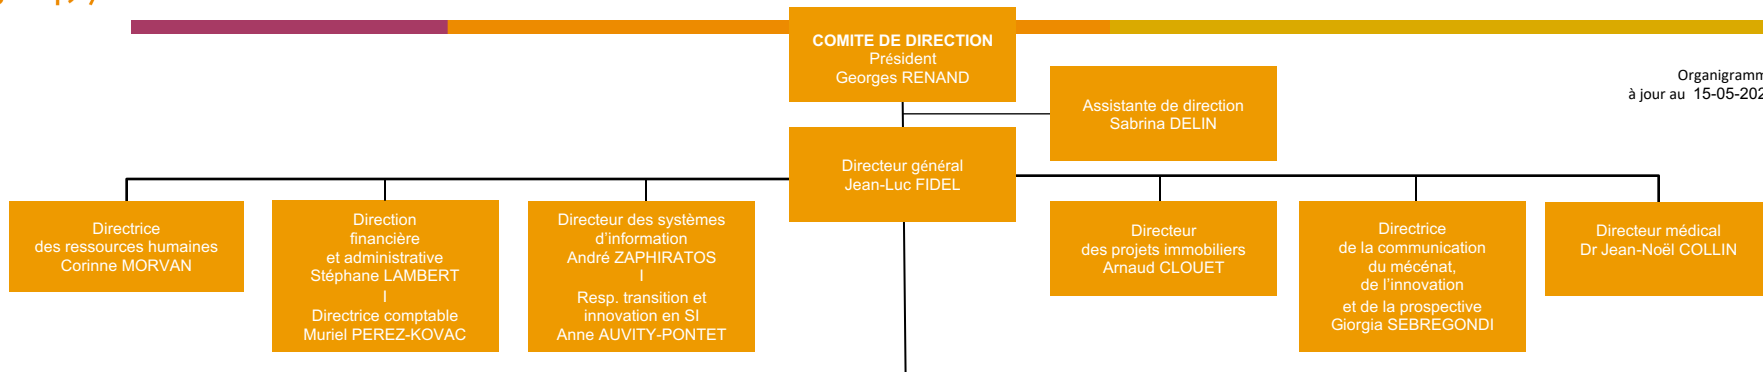 COMITE DE DIRECTION
Président
Georges RENAND
Organigramm
à jour au 15-05-202
Assistante de direction
Sabrina DELIN
Directeur général
Jean-Luc FIDEL
Directrice
des ressources humaines
Corinne MORVAN
Direction
financière
et administrative
Stéphane LAMBERT
I
Directrice comptable
Muriel PEREZ-KOVAC
Directeur des systèmes
d'information
André ZAPHIRATOS
I
Resp. transition et
innovation en SI
Anne AUVITY-PONTET
Directeur
des projets immobiliers
Arnaud CLOUET
Directrice
de la communication
du mécénat,
de l'innovation
et de la prospective
Giorgia SEBREGONDI
Directeur médical
Dr Jean-Noël COLLIN